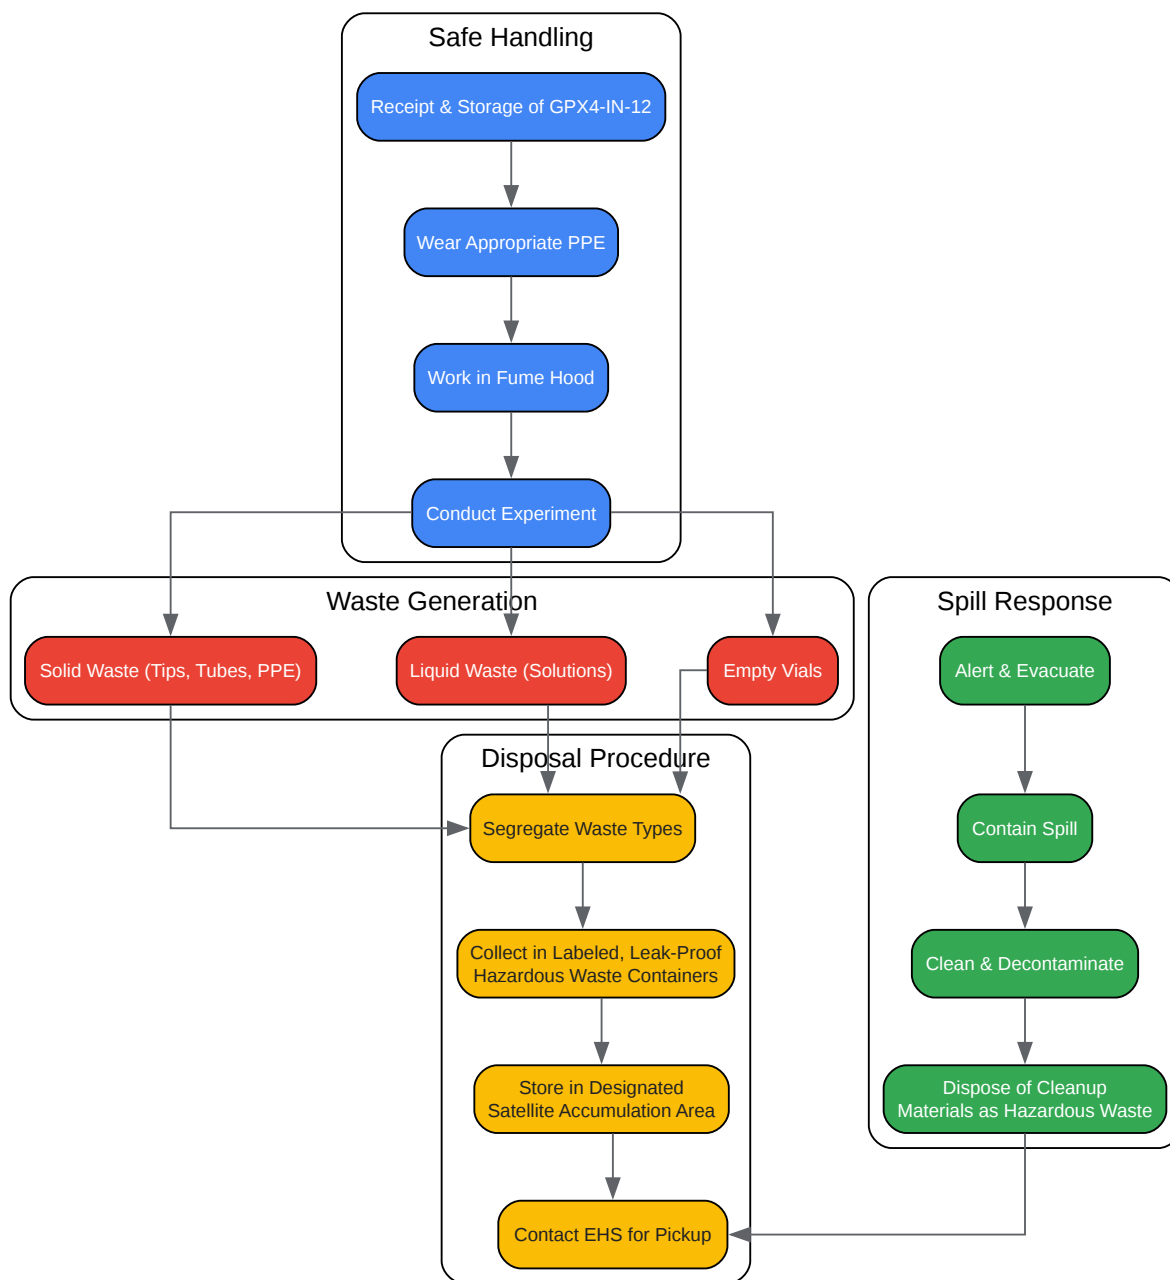 Safe Handling
Receipt & Storage of GPX4-IN-12
Wear Appropriate PPE
Work in Fume Hood
Conduct Experiment
Waste Generation
Solid Waste (Tips, Tubes, PPE)
Liquid Waste (Solutions)
Empty Vials
Disposal Procedure
Segregate Waste Types
Collect in Labeled, Leak-Proof
Hazardous Waste Containers
Store in Designated
Satellite Accumulation Area
Contact EHS for Pickup
Spill Response
Alert & Evacuate
Contain Spill
Clean & Decontaminate
Dispose of Cleanup
Materials as Hazardous Waste